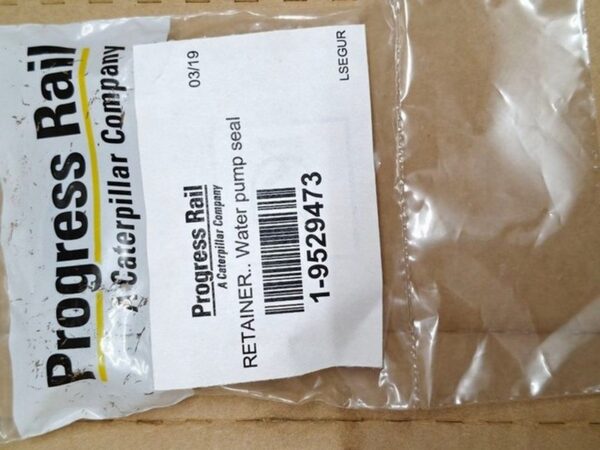 Progress Rail
A Caterpillar Company
03/19
LSEGUR
Progress Rail
A Caterpillar Company
RETAINER.. Water pump seal
1-9529473